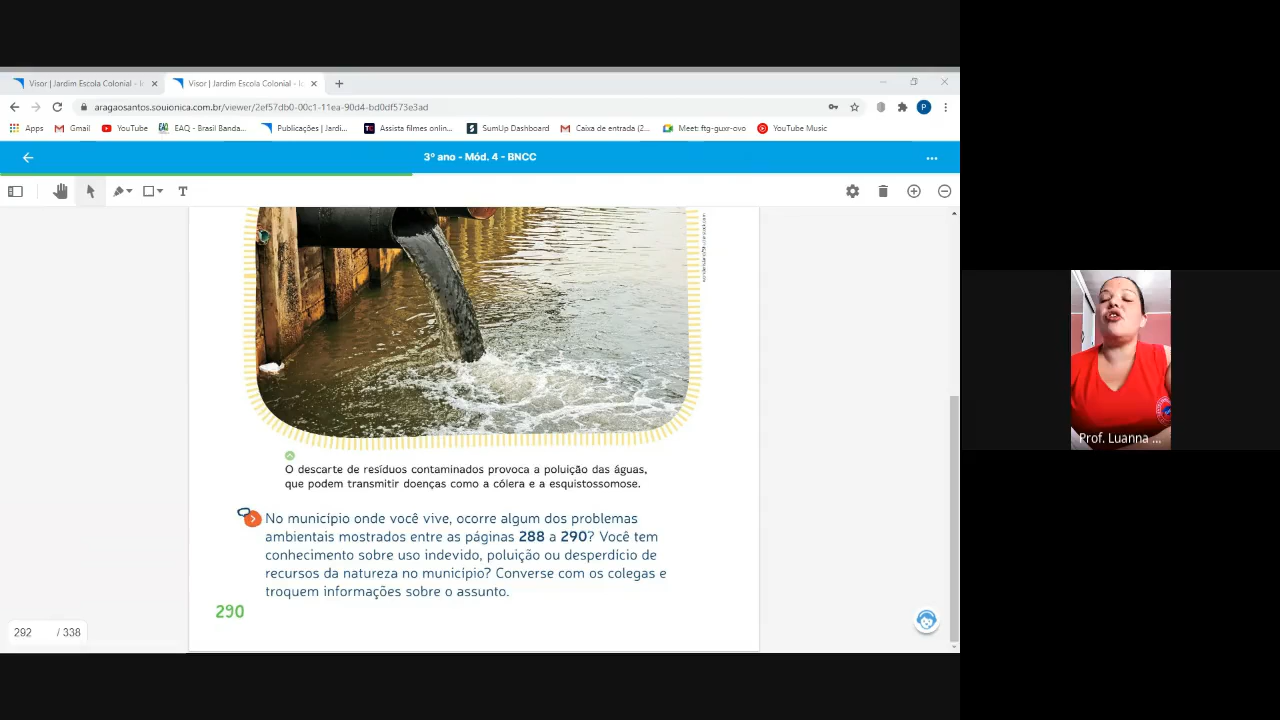 Visor | Jardim Escola Colonial - Ic
Visor | Jardim Escola Colonial - Ic
aragaosantos.souionica.com.br/viewer/2ef57db0-00c1-11ea-90d4-bd0df573e3ad
P
Apps
Gmail
YouTube
EAQ - Brasil Banda...
Publicações | Jardi...
Assista filmes onlin...
SumUp Dashboard
Caixa de entrada (2...
Meet: ftg-guxr-ovo
YouTube Music
3º ano - Mód. 4 - BNCC
T
O descarte de resíduos contaminados provoca a poluição das águas,
que podem transmitir doenças como a cólera e a esquistossomose.
No município onde você vive, ocorre algum dos problemas
ambientais mostrados entre as páginas 288 a 290? Você tem
conhecimento sobre uso indevido, poluição ou desperdício de
recursos da natureza no município? Converse com os colegas e
troquem informações sobre o assunto.
290
292 / 338
Prof. Luanna ...